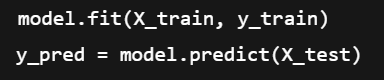 model.fit(X_train, y_train)
y_pred = model.predict(X_test)